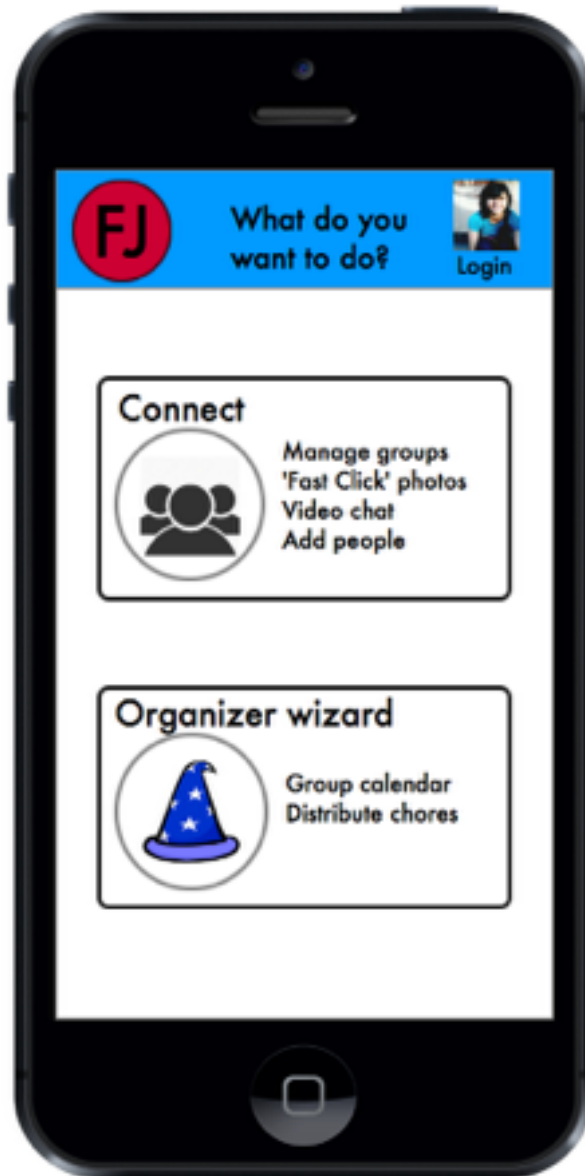 FJ
What do you
want to do?
Login
Connect
Manage groups
'Fast Click' photos
Video chat
Add people
Organizer wizard
Group calendar
Distribute chores